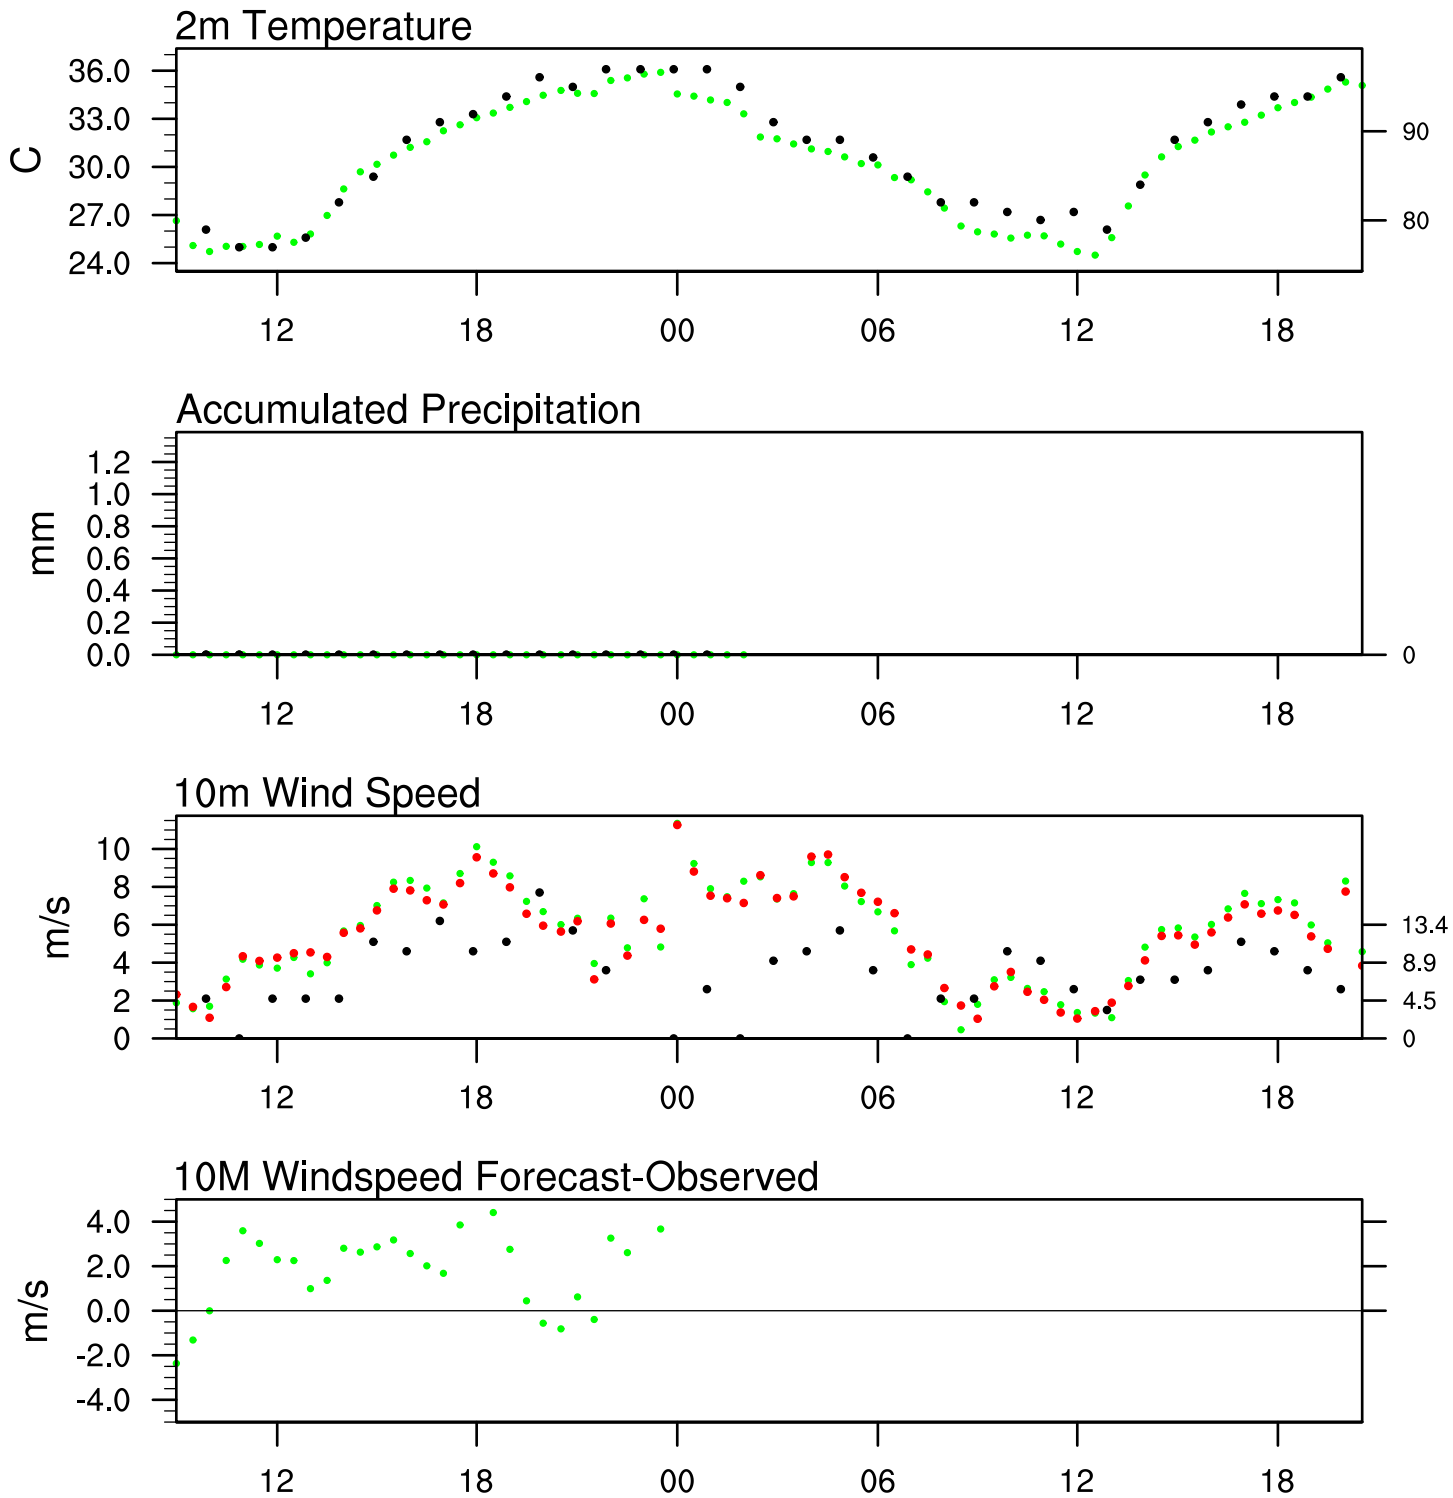 2m Temperature
36.0
33.0
30.0
27.0
24.0
C
90
80
12 18 00 06 12 18
Accumulated Precipitation
1.2
1.0
0.8
0.6
0.4
0.2
0.0
mm
0
12 18 00 06 12 18
10m Wind Speed
10
8
6
4
2
0
m/s
13.4
8.9
4.5
0
12 18 00 06 12 18
10M Windspeed Forecast-Observed
4.0
2.0
0.0
-2.0
-4.0
m/s
12 18 00 06 12 18